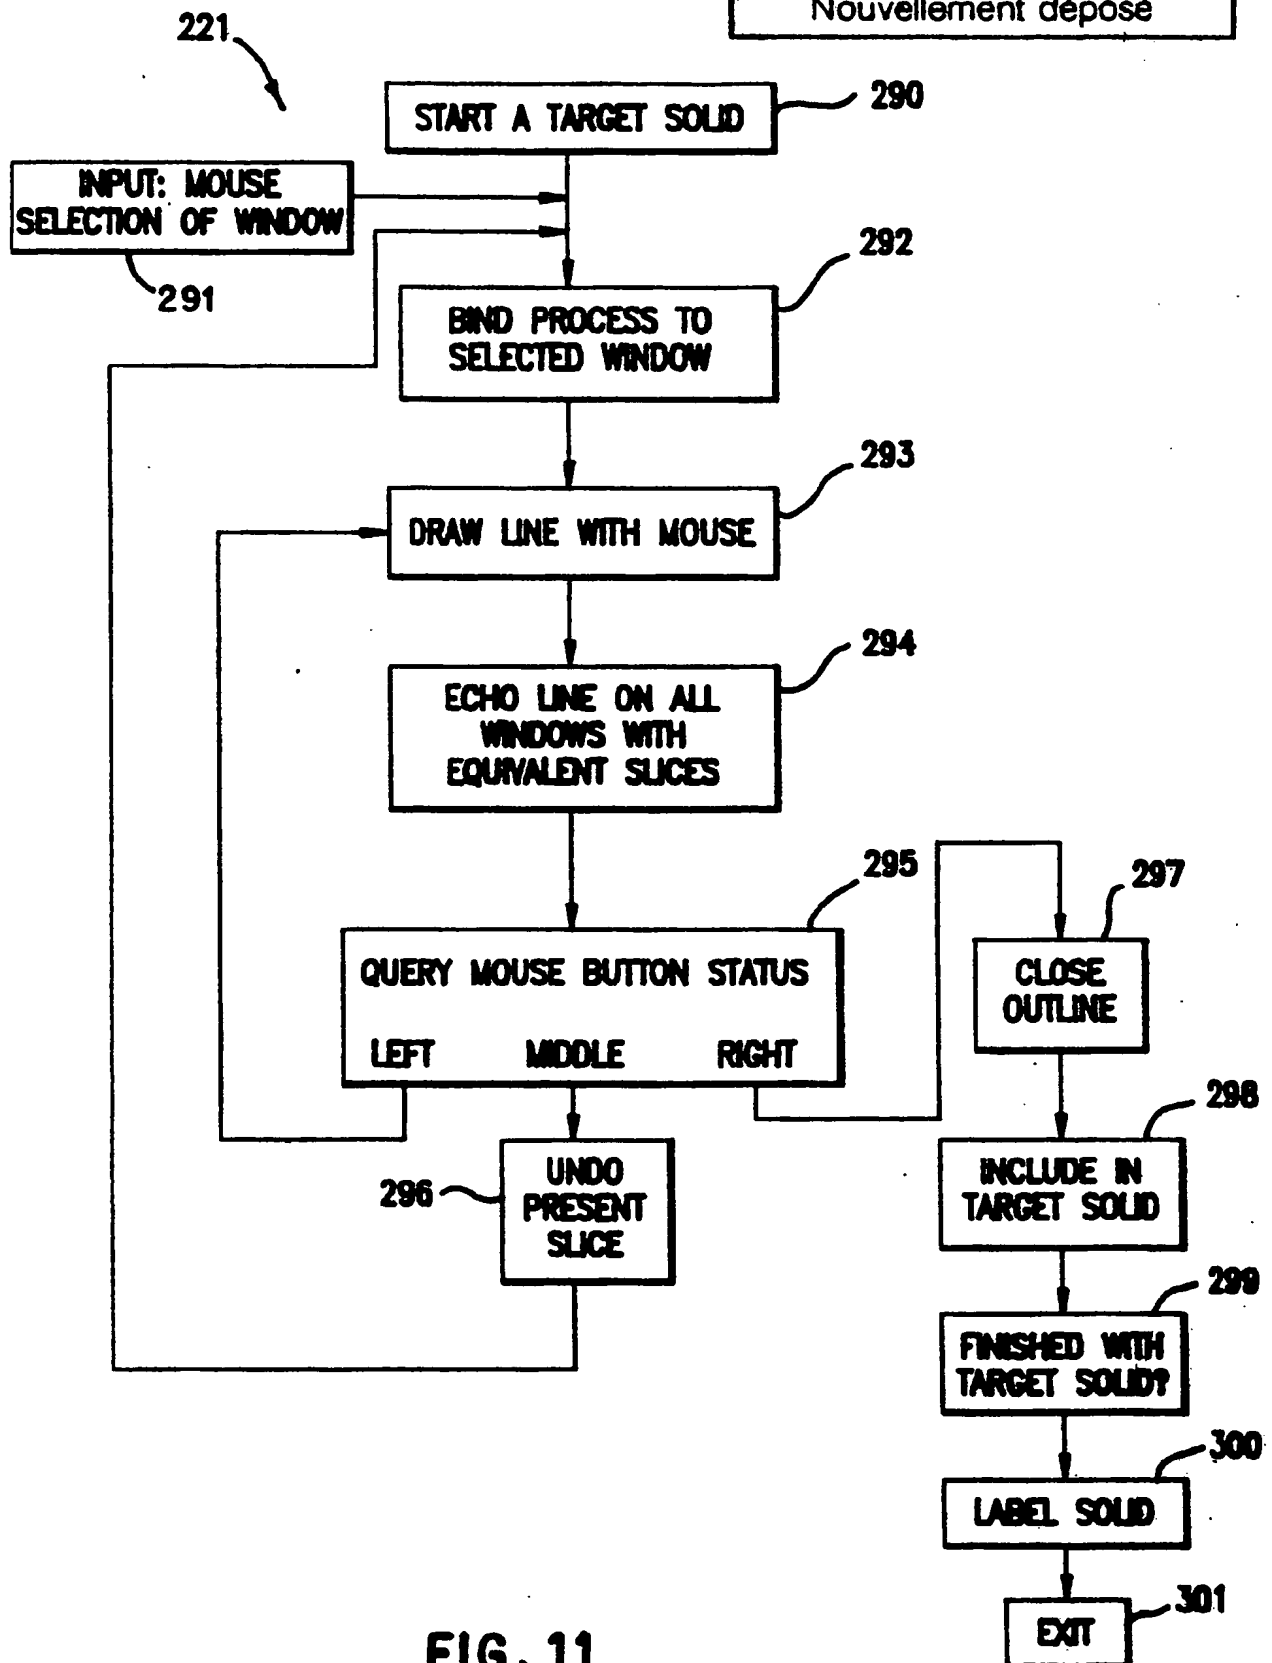 Nouvellement déposé
221
START A TARGET SOLID
290
INPUT: MOUSE
SELECTION OF WINDOW
291
292
BIND PROCESS TO
SELECTED WINDOW
293
DRAW LINE WITH MOUSE
294
ECHO LINE ON ALL
WINDOWS WITH
EQUIVALENT SLICES
295
QUERY MOUSE BUTTON STATUS
LEFT MIDDLE RIGHT
296
UNDO
PRESENT
SLICE
297
CLOSE
OUTLINE
298
INCLUDE IN
TARGET SOLID
299
FINISHED WITH
TARGET SOLID?
300
LABEL SOLID
301
EXIT
FIG. 11